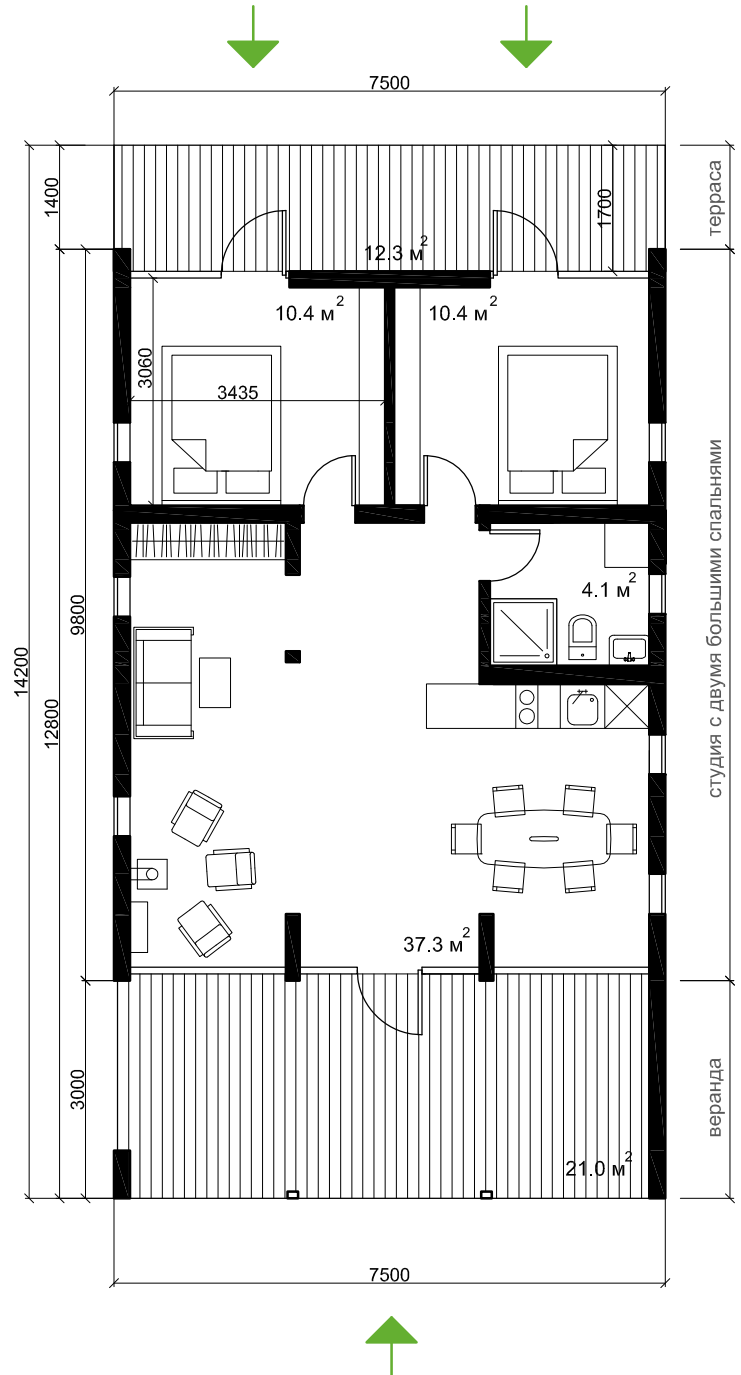 7500
1400
1700
терраса
12.3 м²
10.4 м²
10.4 м²
3060
3435
студия с двумя большими спальнями
4.1 м²
9800
14200
12800
37.3 м²
3000
веранда
21.0 м²
7500